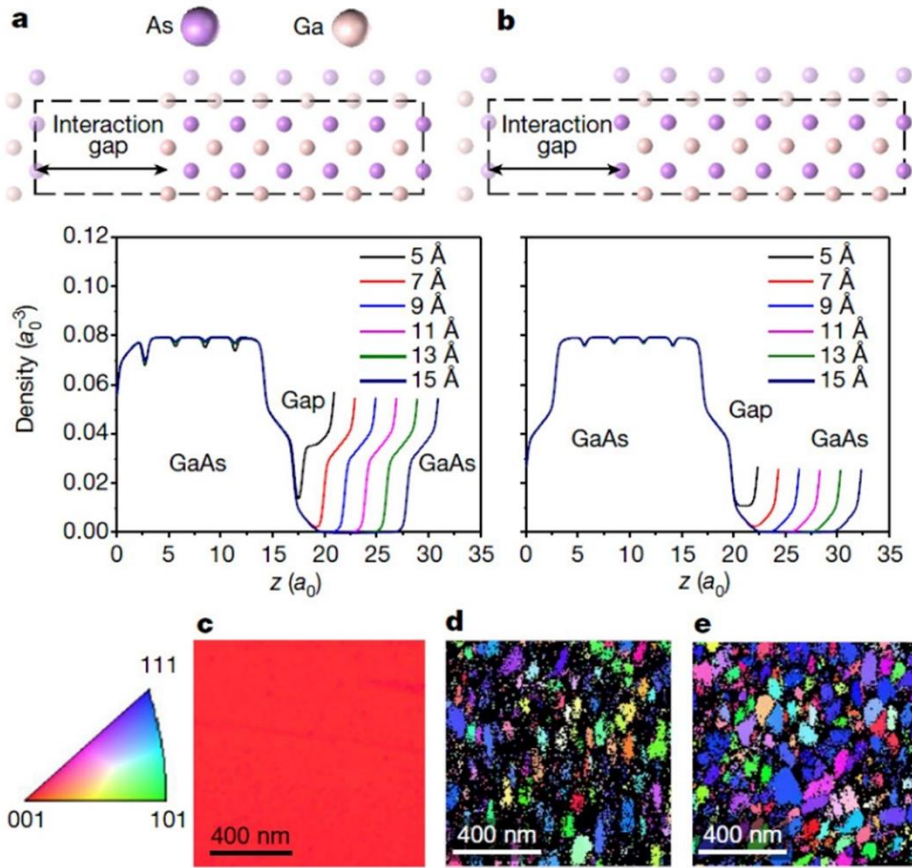 a
As
Ga
b
Interaction
gap
Interaction
gap
0.12
0.10
0.08
0.06
0.04
0.02
0.00
Density (a₀⁻³)
5 Å
7 Å
9 Å
11 Å
13 Å
15 Å
Gap
GaAs
GaAs
0
5
10
15
20
25
30
35
z (a₀)
5 Å
7 Å
9 Å
11 Å
13 Å
15 Å
Gap
GaAs
GaAs
0
5
10
15
20
25
30
35
z (a₀)
c
d
e
111
001
101
400 nm
400 nm
400 nm